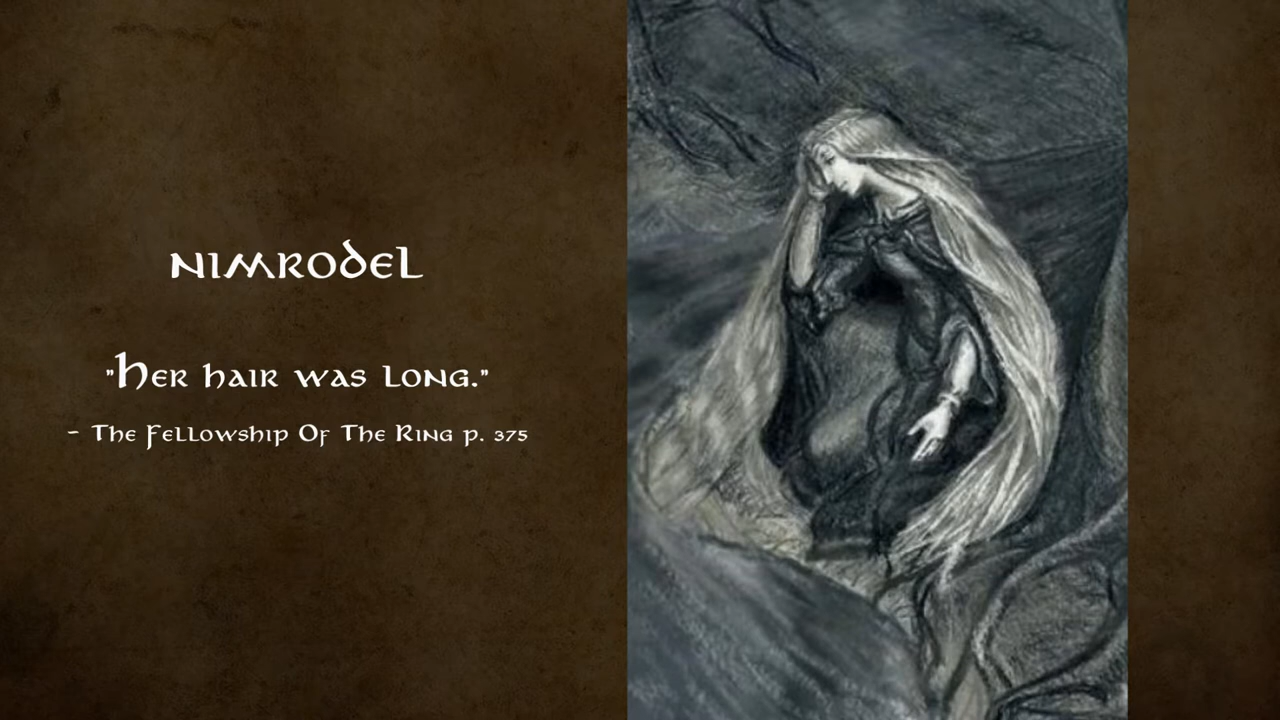 Nimrodel
"Her hair was long."
- The Fellowship Of The Ring p. 375